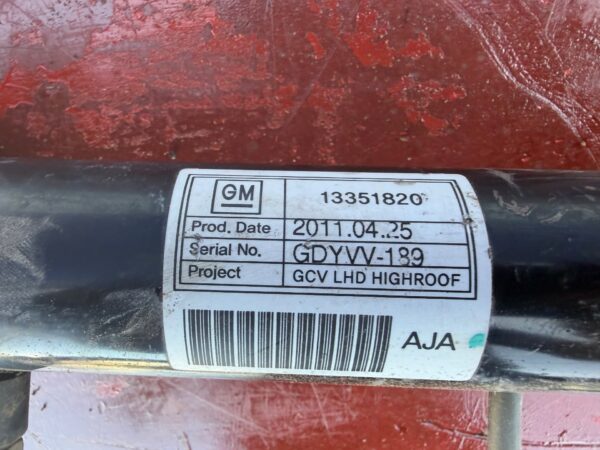 GM 13351820
Prod. Date 2011.04.25
Serial No. GDYVV-189
Project GCV LHD HIGHROOF
AJA